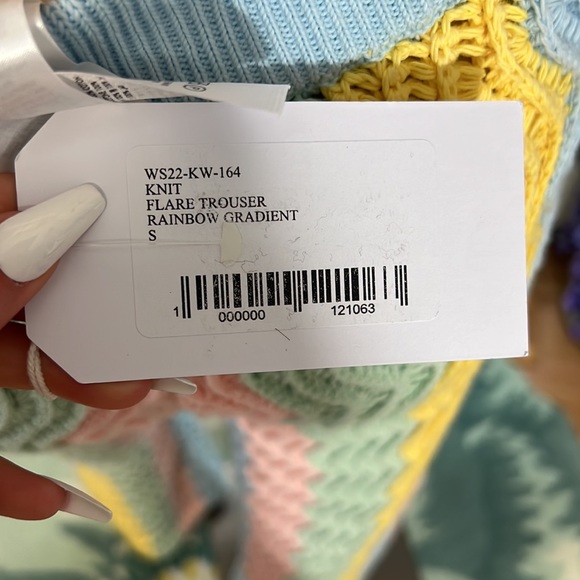 WS22-KW-164
KNIT
FLARE TROUSER
RAINBOW GRADIENT
S
1 000000 121063